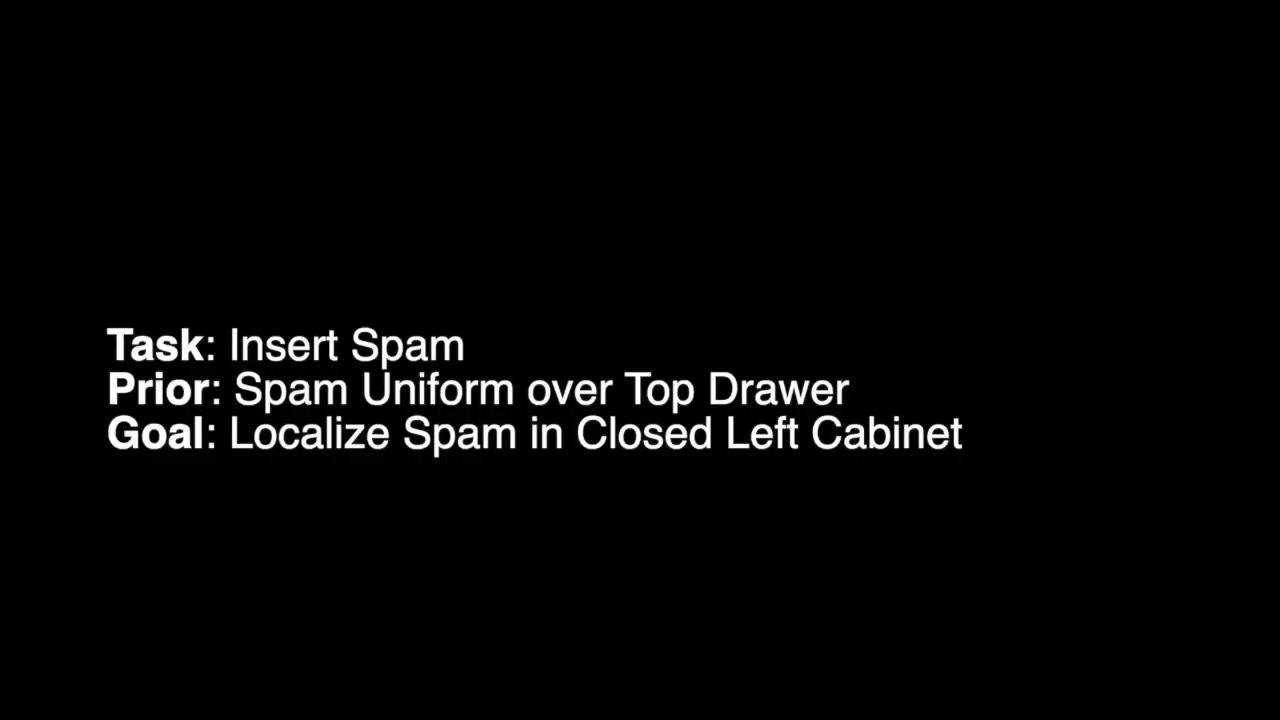 Task: Insert Spam
Prior: Spam Uniform over Top Drawer
Goal: Localize Spam in Closed Left Cabinet